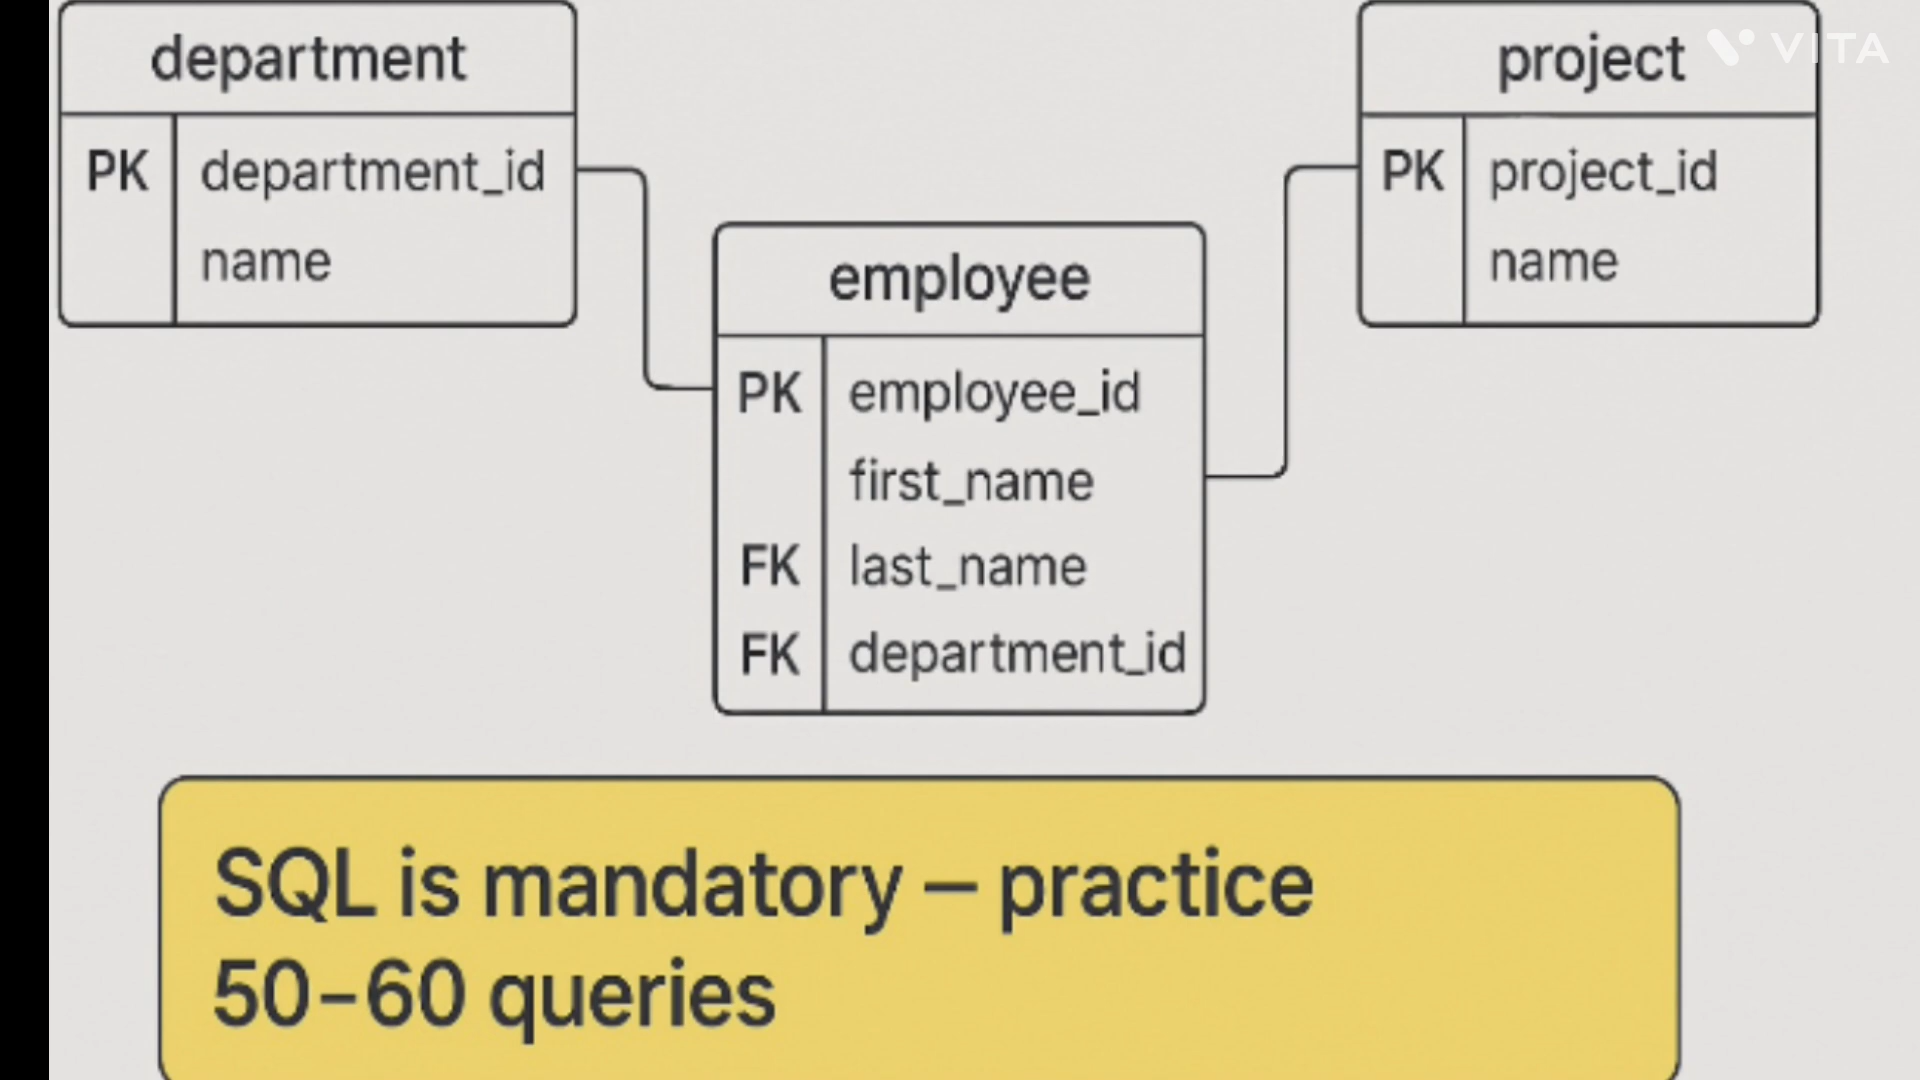 department
PK department_id
name
employee
PK employee_id
first_name
FK last_name
FK department_id
project
PK project_id
name
VITA
SQL is mandatory – practice
50–60 queries